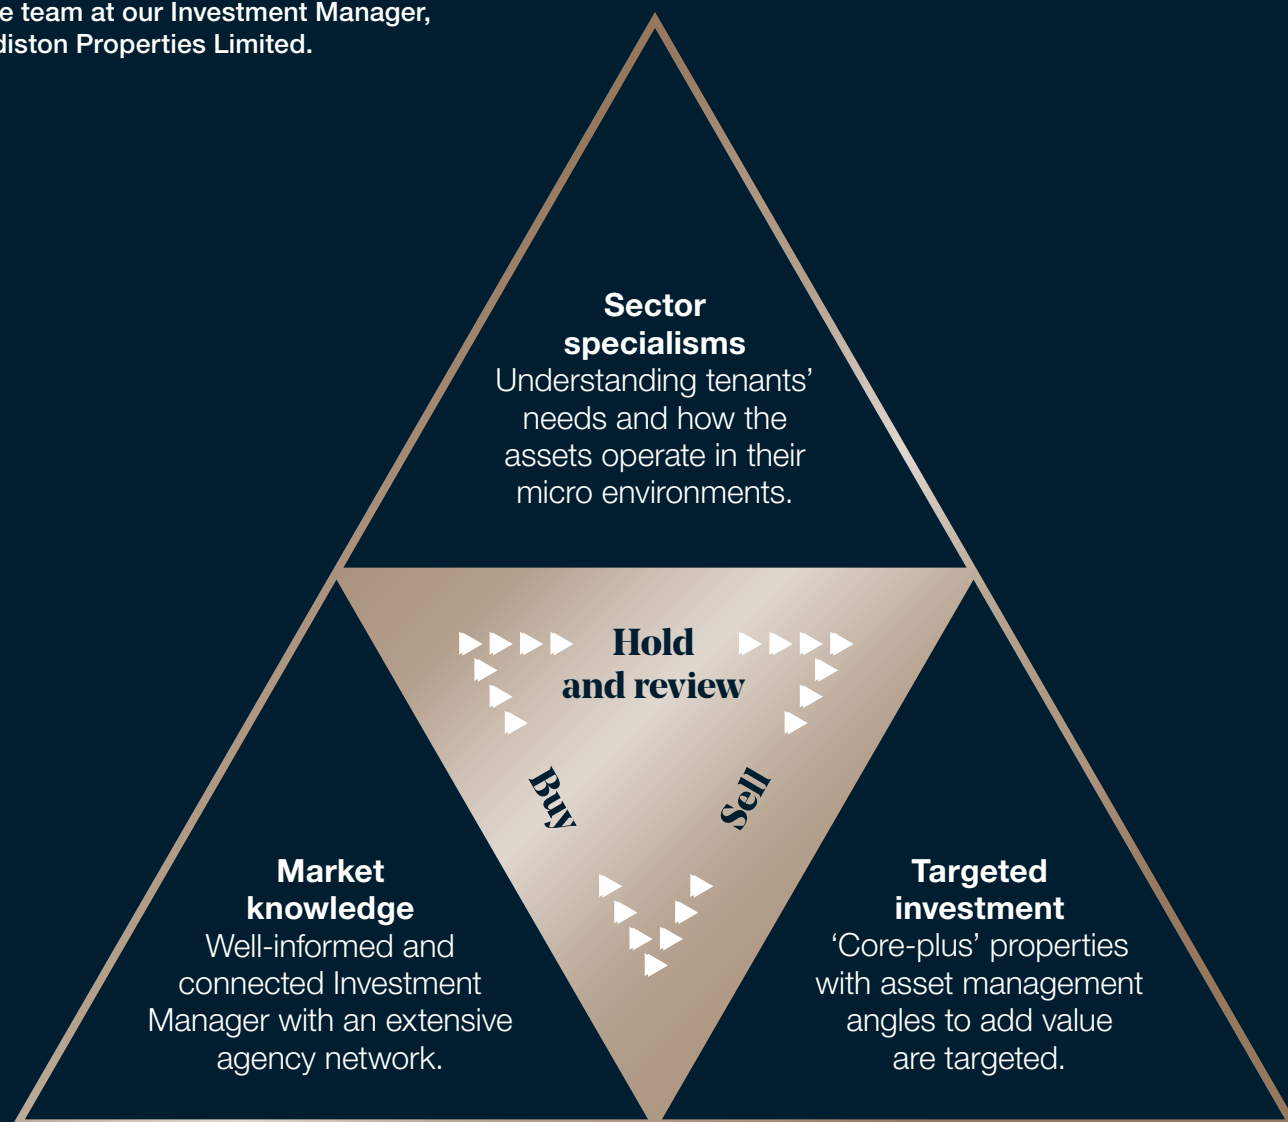 e team at our Investment Manager,
diston Properties Limited.
Sector
specialisms
Understanding tenants’
needs and how the
assets operate in their
micro environments.
Hold
and review
Buy
Sell
Market
knowledge
Well-informed and
connected Investment
Manager with an extensive
agency network.
Targeted
investment
‘Core-plus’ properties
with asset management
angles to add value
are targeted.